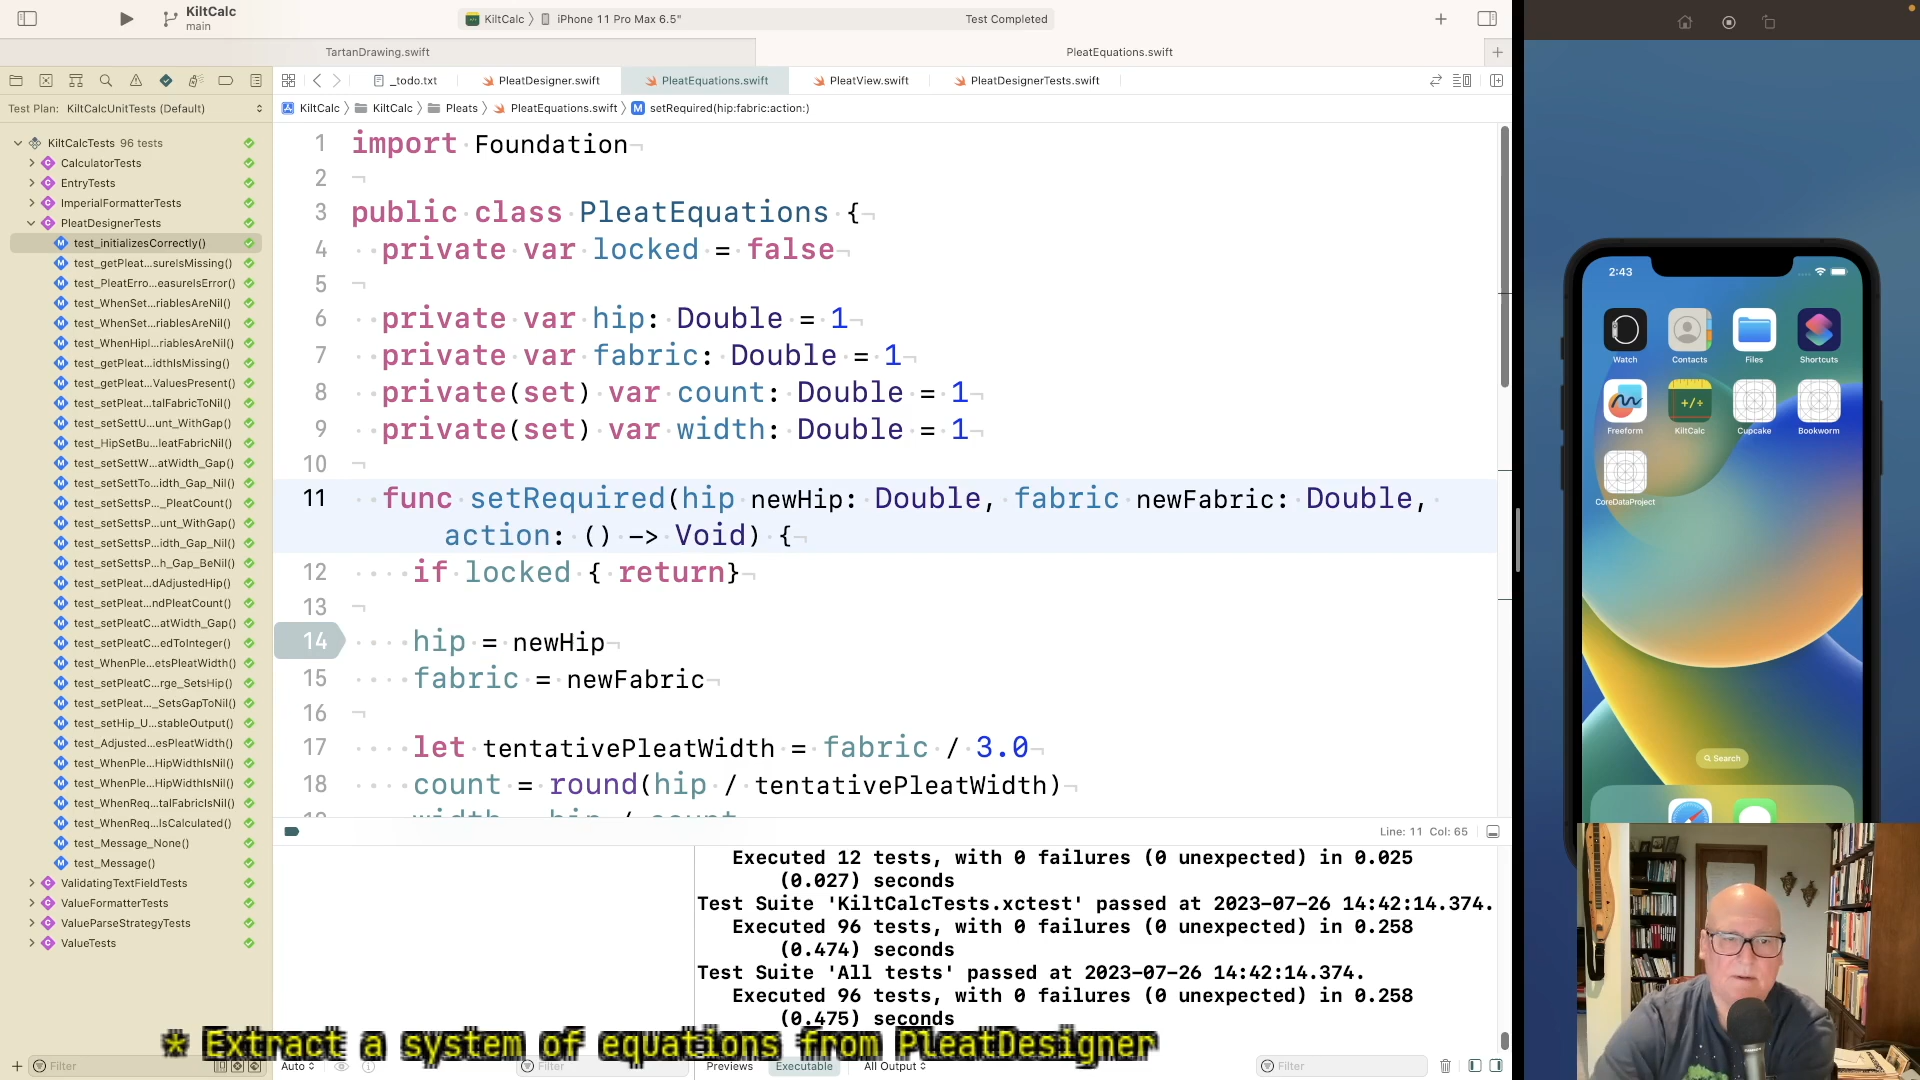 KiltCalc
main
KiltCalc 〉 iPhone 11 Pro Max 6.5"
Test Completed
TartanDrawing.swift
PleatEquations.swift
_todo.txt
PleatDesigner.swift
PleatEquations.swift
PleatView.swift
PleatDesignerTests.swift
Test Plan: KiltCalcUnitTests (Default)
KiltCalc 〉 KiltCalc 〉 Pleats 〉 PleatEquations.swift 〉 setRequired(hip:fabric:action:)
KiltCalcTests 96 tests
CalculatorTests
EntryTests
ImperialFormatterTests
PleatDesignerTests
test_initializesCorrectly()
test_getPleat...sureIsMissing()
test_PleatErro...easureIsError()
test_WhenSet...riablesAreNil()
test_WhenSet...riablesAreNil()
test_WhenHipI...riablesAreNil()
test_getPleat...idthIsMissing()
test_getPleat...ValuesPresent()
test_setPleat...talFabricToNil()
test_setSettU...unt_WithGap()
test_HipSetBu...leatFabricNil()
test_setSettW...atWidth_Gap()
test_setSettTo...idth_Gap_Nil()
test_setSettsP..._PleatCount()
test_setSettsP...unt_WithGap()
test_setSettsP...idth_Gap_Nil()
test_setSettsP...h_Gap_BeNil()
test_setPleat...dAdjustedHip()
test_setPleat...ndPleatCount()
test_setPleatC...atWidth_Gap()
test_setPleatC...edToInteger()
test_WhenPle...etsPleatWidth()
test_setPleatC...rge_SetsHip()
test_setPleat..._SetsGapToNil()
test_setHip_U...stableOutput()
test_Adjusted...esPleatWidth()
test_WhenPle...HipWidthIsNil()
test_WhenPle...HipWidthIsNil()
test_WhenReq...talFabricIsNil()
test_WhenReq...IsCalculated()
test_Message_None()
test_Message()
ValidatingTextFieldTests
ValueFormatterTests
ValueParseStrategyTests
ValueTests
Filter
1 import Foundation
2
3 public class PleatEquations {
4 private var locked = false
5
6 private var hip: Double = 1
7 private var fabric: Double = 1
8 private(set) var count: Double = 1
9 private(set) var width: Double = 1
10
11 func setRequired(hip newHip: Double, fabric newFabric: Double,
action: () -> Void) {
12 if locked { return}
13
14 hip = newHip
15 fabric = newFabric
16
17 let tentativePleatWidth = fabric / 3.0
18 count = round(hip / tentativePleatWidth)
19 width = hip / count
Line: 11 Col: 65
Executed 12 tests, with 0 failures (0 unexpected) in 0.025
(0.027) seconds
Test Suite 'KiltCalcTests.xctest' passed at 2023-07-26 14:42:14.374.
Executed 96 tests, with 0 failures (0 unexpected) in 0.258
(0.474) seconds
Test Suite 'All tests' passed at 2023-07-26 14:42:14.374.
Executed 96 tests, with 0 failures (0 unexpected) in 0.258
(0.475) seconds
* Extract a system of equations from PleatDesigner
Auto
Filter
Previews
Executable
All Output
Filter
2:43
Watch
Contacts
Files
Shortcuts
Freeform
+/÷
KiltCalc
Cupcake
Bookworm
CoreDataProject
Search